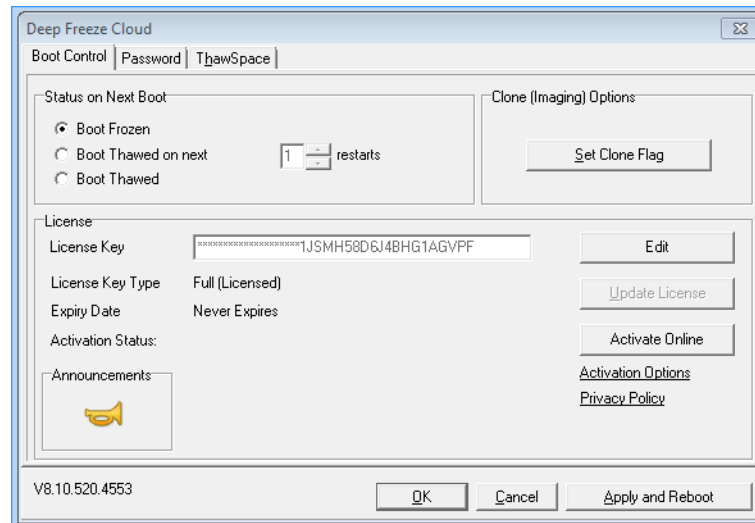 Deep Freeze Cloud
Boot Control Password ThawSpace
Status on Next Boot
Boot Frozen
Boot Thawed on next 1 restarts
Boot Thawed
Clone (Imaging) Options
Set Clone Flag
License
License Key ********************1JSMH58D6J4BHG1AGVPF Edit
License Key Type Full (Licensed) Update License
Expiry Date Never Expires
Activation Status: Activate Online
Announcements
Activation Options
Privacy Policy
V8.10.520.4553 OK Cancel Apply and Reboot